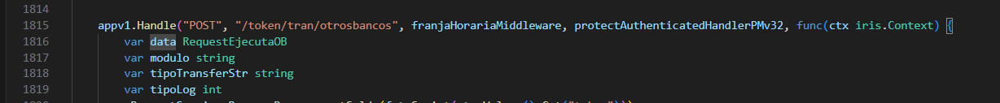 1814
1815 appv1.Handle("POST", "/token/tran/otrosbancos", franjaHorariaMiddleware, protectAuthenticatedHandlerPMv32, func(ctx iris.Context) {
1816 var data RequestEjecutaOB
1817 var modulo string
1818 var tipoTransferStr string
1819 var tipoLog int